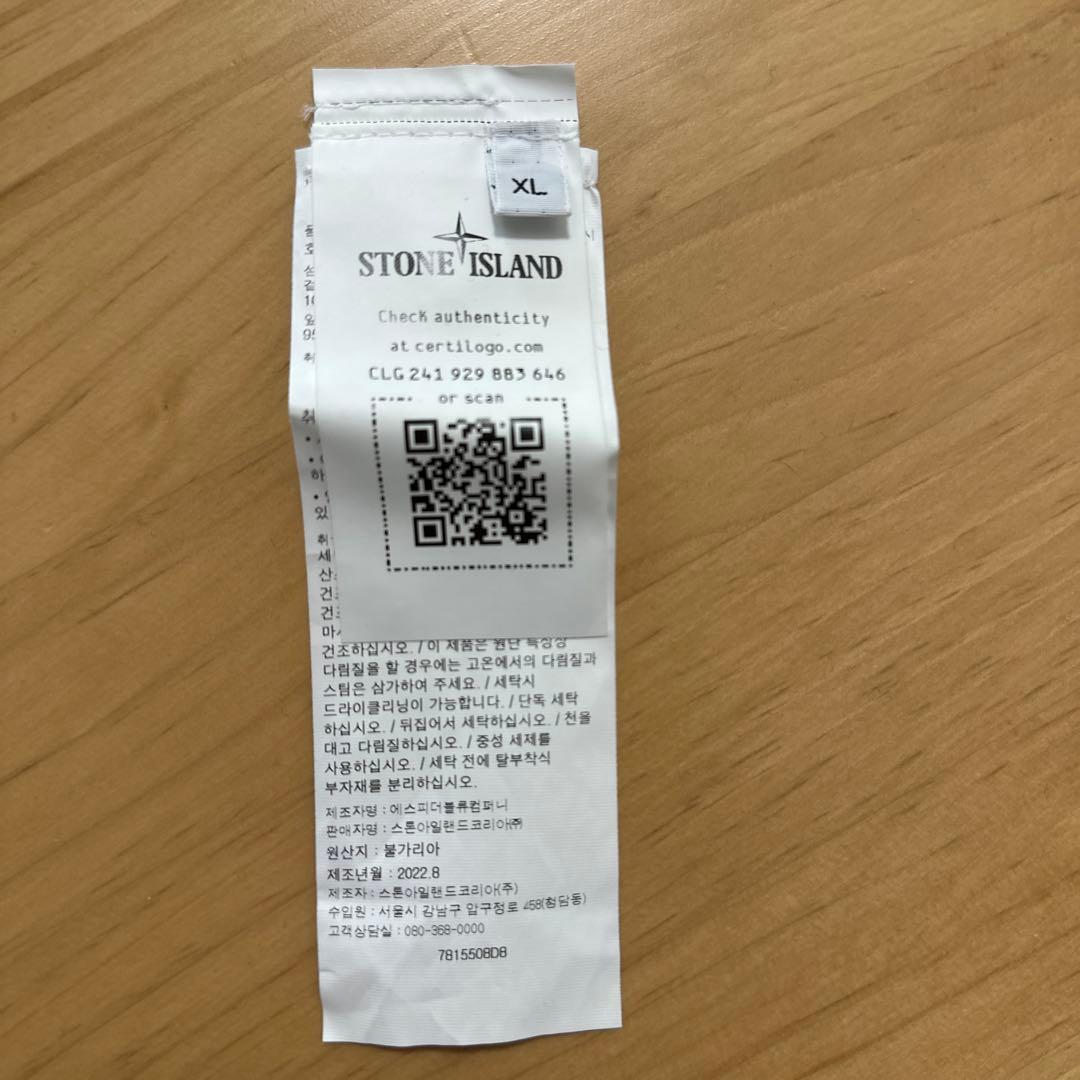 XL
STONE ISLAND
Check authenticity
at certilogo.com
CLG 241 929 883 646
or scan
건조하십시오. / 이 제품은 원단 특성상
다림질을 할 경우에는 고온에서의 다림질과
스팀은 삼가하여 주세요. / 세탁시
드라이클리닝이 가능합니다. / 단독 세탁
하십시오. / 뒤집어서 세탁하십시오. / 천을
대고 다림질하십시오. / 중성 세제를
사용하십시오. / 세탁 전에 탈부착식
부자재를 분리하십시오.
제조자명 : 에스피더블류컴퍼니
판매자명 : 스톤아일랜드코리아㈜
원산지 : 불가리아
제조년월 : 2022.8
제조자 : 스톤아일랜드코리아(주)
수입원 : 서울시 강남구 압구정로 458(청담동)
고객상담실 : 080-368-0000
7815508D8